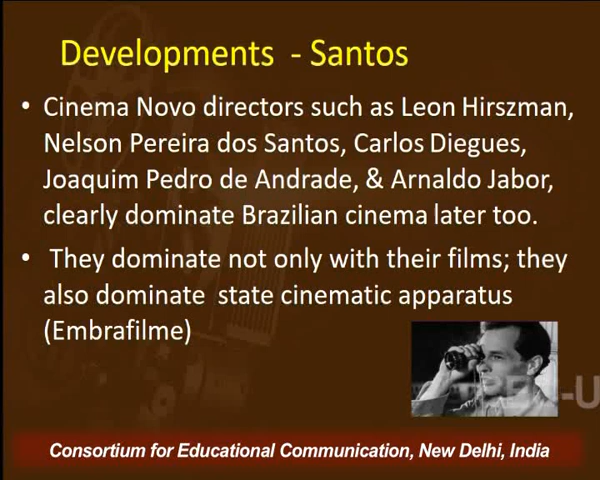 Developments - Santos
• Cinema Novo directors such as Leon Hirszman,
Nelson Pereira dos Santos, Carlos Diegues,
Joaquim Pedro de Andrade, & Arnaldo Jabor,
clearly dominate Brazilian cinema later too.
• They dominate not only with their films; they
also dominate state cinematic apparatus
(Embrafilme)
Consortium for Educational Communication, New Delhi, India